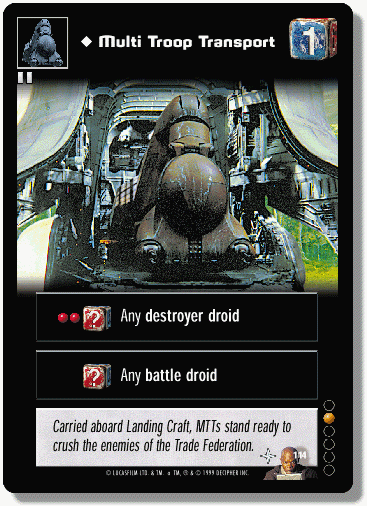 ◆ Multi Troop Transport
1
? Any destroyer droid
? Any battle droid
Carried aboard Landing Craft, MTTs stand ready to
crush the enemies of the Trade Federation.
114
© LUCASFILM LTD. & TM. ® TM, ® & © 1999 DECIPHER INC.